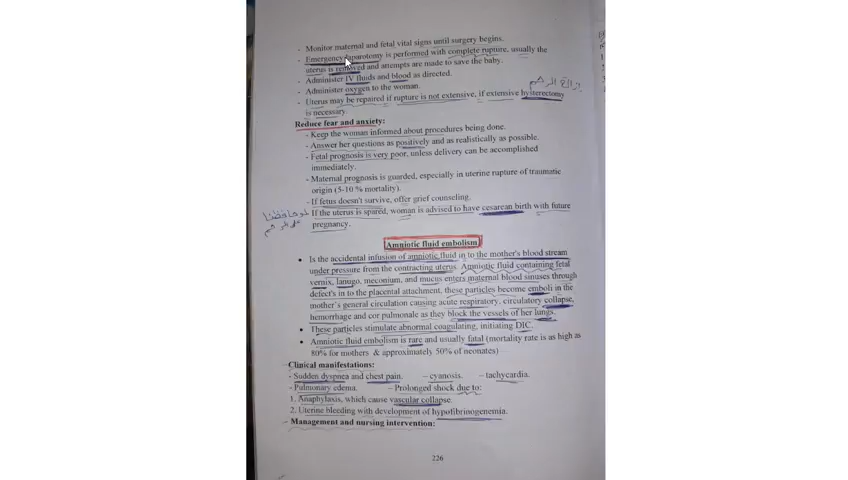 - Monitor maternal and fetal vital signs until surgery begins.
- Emergency laparotomy is performed with complete rupture, usually the
uterus is removed and attempts are made to save the baby.
- Administer IV fluids and blood as directed.
- Administer oxygen to the woman.
إزالة الرحم
- Uterus may be repaired if rupture is not extensive, if extensive hysterectomy
is necessary.
Reduce fear and anxiety:
- Keep the woman informed about procedures being done.
- Answer her questions as positively and as realistically as possible.
- Fetal prognosis is very poor, unless delivery can be accomplished
immediately.
- Maternal prognosis is guarded, especially in uterine rupture of traumatic
origin (5-10 % mortality).
- If fetus doesn't survive, offer grief counseling.
لو حافظنا
على الرحم
- If the uterus is spared, woman is advised to have cesarean birth with future
pregnancy.
Amniotic fluid embolism
• Is the accidental infusion of amniotic fluid in to the mother's blood stream
under pressure from the contracting uterus. Amniotic fluid containing fetal
vernix, lanugo, meconium, and mucus enters maternal blood sinuses through
defect's in to the placental attachment, these particles become emboli in the
mother's general circulation causing acute respiratory, circulatory collapse,
hemorrhage and cor pulmonale as they block the vessels of her lungs.
• These particles stimulate abnormal coagulating, initiating DIC.
• Amniotic fluid embolism is rare and usually fatal (mortality rate is as high as
80% for mothers & approximately 50% of neonates)
– Clinical manifestations:
- Sudden dyspnea and chest pain. – cyanosis. – tachycardia.
- Pulmonary edema. – Prolonged shock due to:
1. Anaphylasis, which cause vascular collapse.
2. Uterine bleeding with development of hypofibrinogenemia.
– Management and nursing intervention:
226